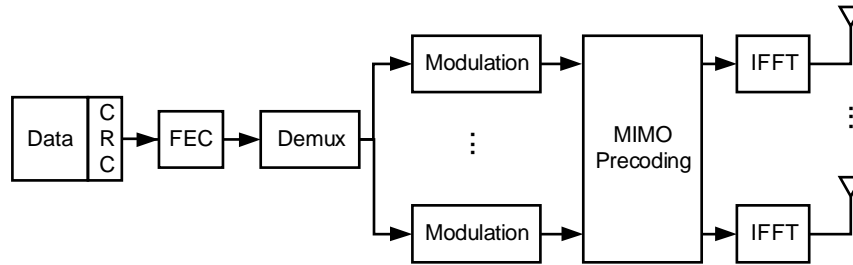 Data
C
R
C
FEC
Demux
Modulation
⋮
Modulation
MIMO
Precoding
IFFT
⋮
IFFT